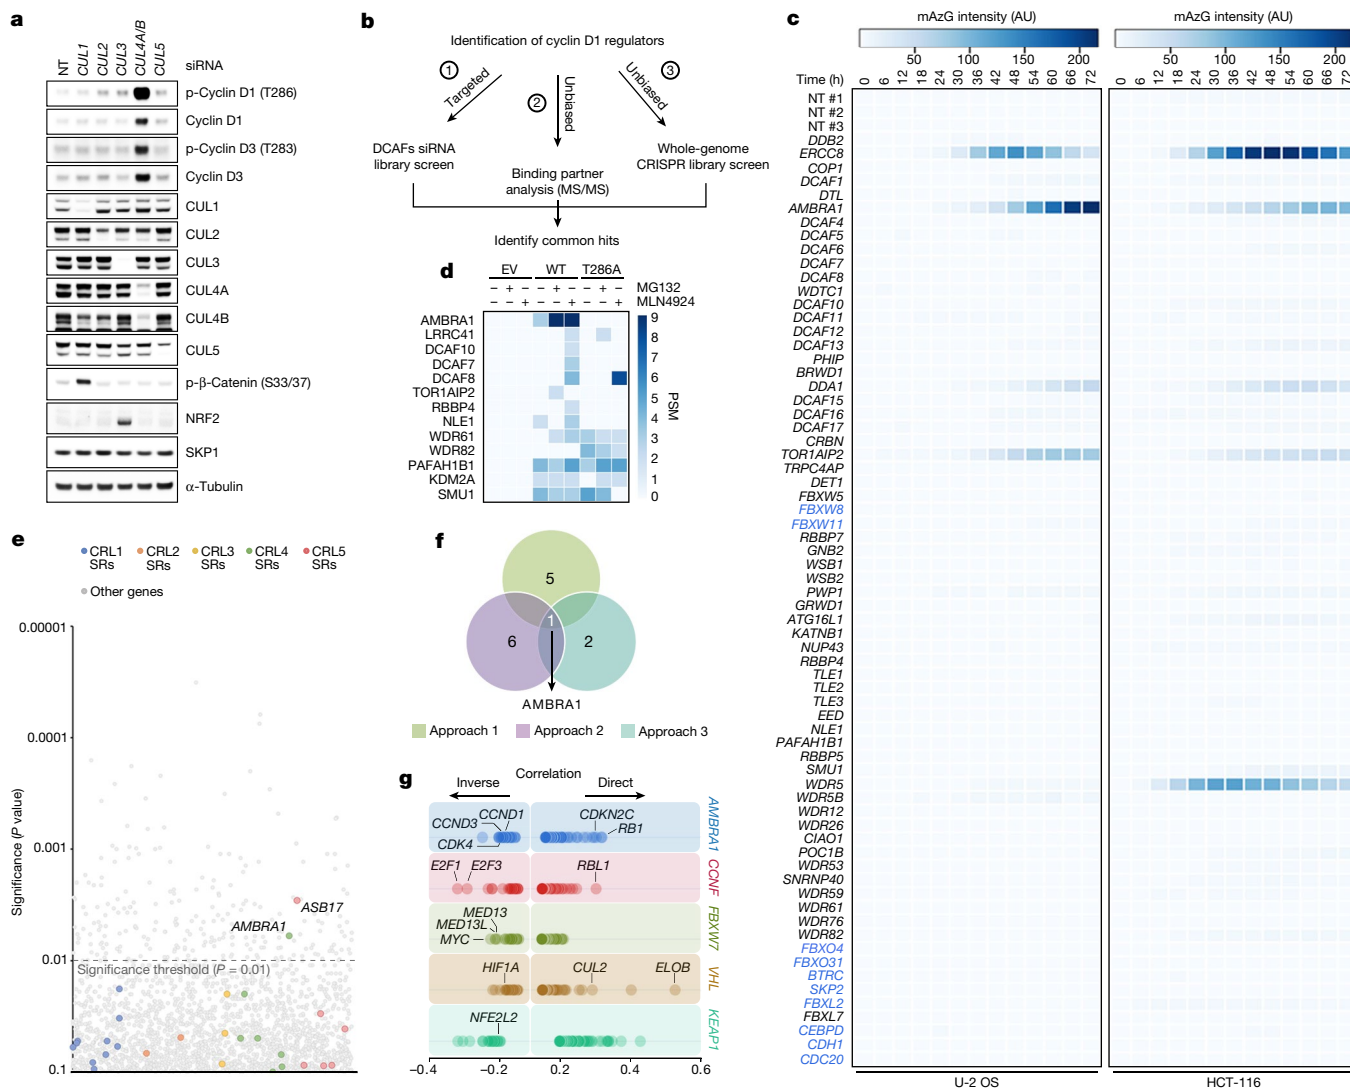 a
NT
CUL1
CUL2
CUL3
CUL4A/B
CUL5
siRNA
p-Cyclin D1 (T286)
Cyclin D1
p-Cyclin D3 (T283)
Cyclin D3
CUL1
CUL2
CUL3
CUL4A
CUL4B
CUL5
p-β-Catenin (S33/37)
NRF2
SKP1
α-Tubulin
b
Identification of cyclin D1 regulators
1
Targeted
2
Unbiased
3
Unbiased
DCAFs siRNA
library screen
Binding partner
analysis (MS/MS)
Whole-genome
CRISPR library screen
Identify common hits
c
mAzG intensity (AU)
50 100 150 200
mAzG intensity (AU)
50 100 150 200
Time (h)
0 6 12 18 24 30 36 42 48 54 60 66 72
0 6 12 18 24 30 36 42 48 54 60 66 72
NT #1
NT #2
NT #3
DDB2
ERCC8
COP1
DCAF1
DTL
AMBRA1
DCAF4
DCAF5
DCAF6
DCAF7
DCAF8
WDTC1
DCAF10
DCAF11
DCAF12
DCAF13
PHIP
BRWD1
DDA1
DCAF15
DCAF16
DCAF17
CRBN
TOR1AIP2
TRPC4AP
DET1
FBXW5
FBXW8
FBXW11
RBBP7
GNB2
WSB1
WSB2
PWP1
GRWD1
ATG16L1
KATNB1
NUP43
RBBP4
TLE1
TLE2
TLE3
EED
NLE1
PAFAH1B1
RBBP5
SMU1
WDR5
WDR5B
WDR12
WDR26
CIAO1
POC1B
WDR53
SNRNP40
WDR59
WDR61
WDR76
WDR82
FBXO4
FBXO31
BTRC
SKP2
FBXL2
FBXL7
CEBPD
CDH1
CDC20
U-2 OS
HCT-116
d
EV WT T286A
– + – – + – – + – MG132
– – + – – + – – + MLN4924
AMBRA1
LRRC41
DCAF10
DCAF7
DCAF8
TOR1AIP2
RBBP4
NLE1
WDR61
WDR82
PAFAH1B1
KDM2A
SMU1
9
8
7
6
5
4
3
2
1
0
PSM
e
CRL1 SRs
CRL2 SRs
CRL3 SRs
CRL4 SRs
CRL5 SRs
Other genes
Significance (P value)
0.00001
0.0001
0.001
0.01
0.1
ASB17
AMBRA1
Significance threshold (P = 0.01)
f
5
1
6
2
AMBRA1
Approach 1
Approach 2
Approach 3
g
Correlation
Inverse
Direct
CCND1
CCND3
CDK4
CDKN2C
RB1
AMBRA1
E2F1
E2F3
RBL1
CCNF
MED13
MED13L
MYC
FBXW7
HIF1A
CUL2
ELOB
VHL
NFE2L2
KEAP1
–0.4 –0.2 0.2 0.4 0.6